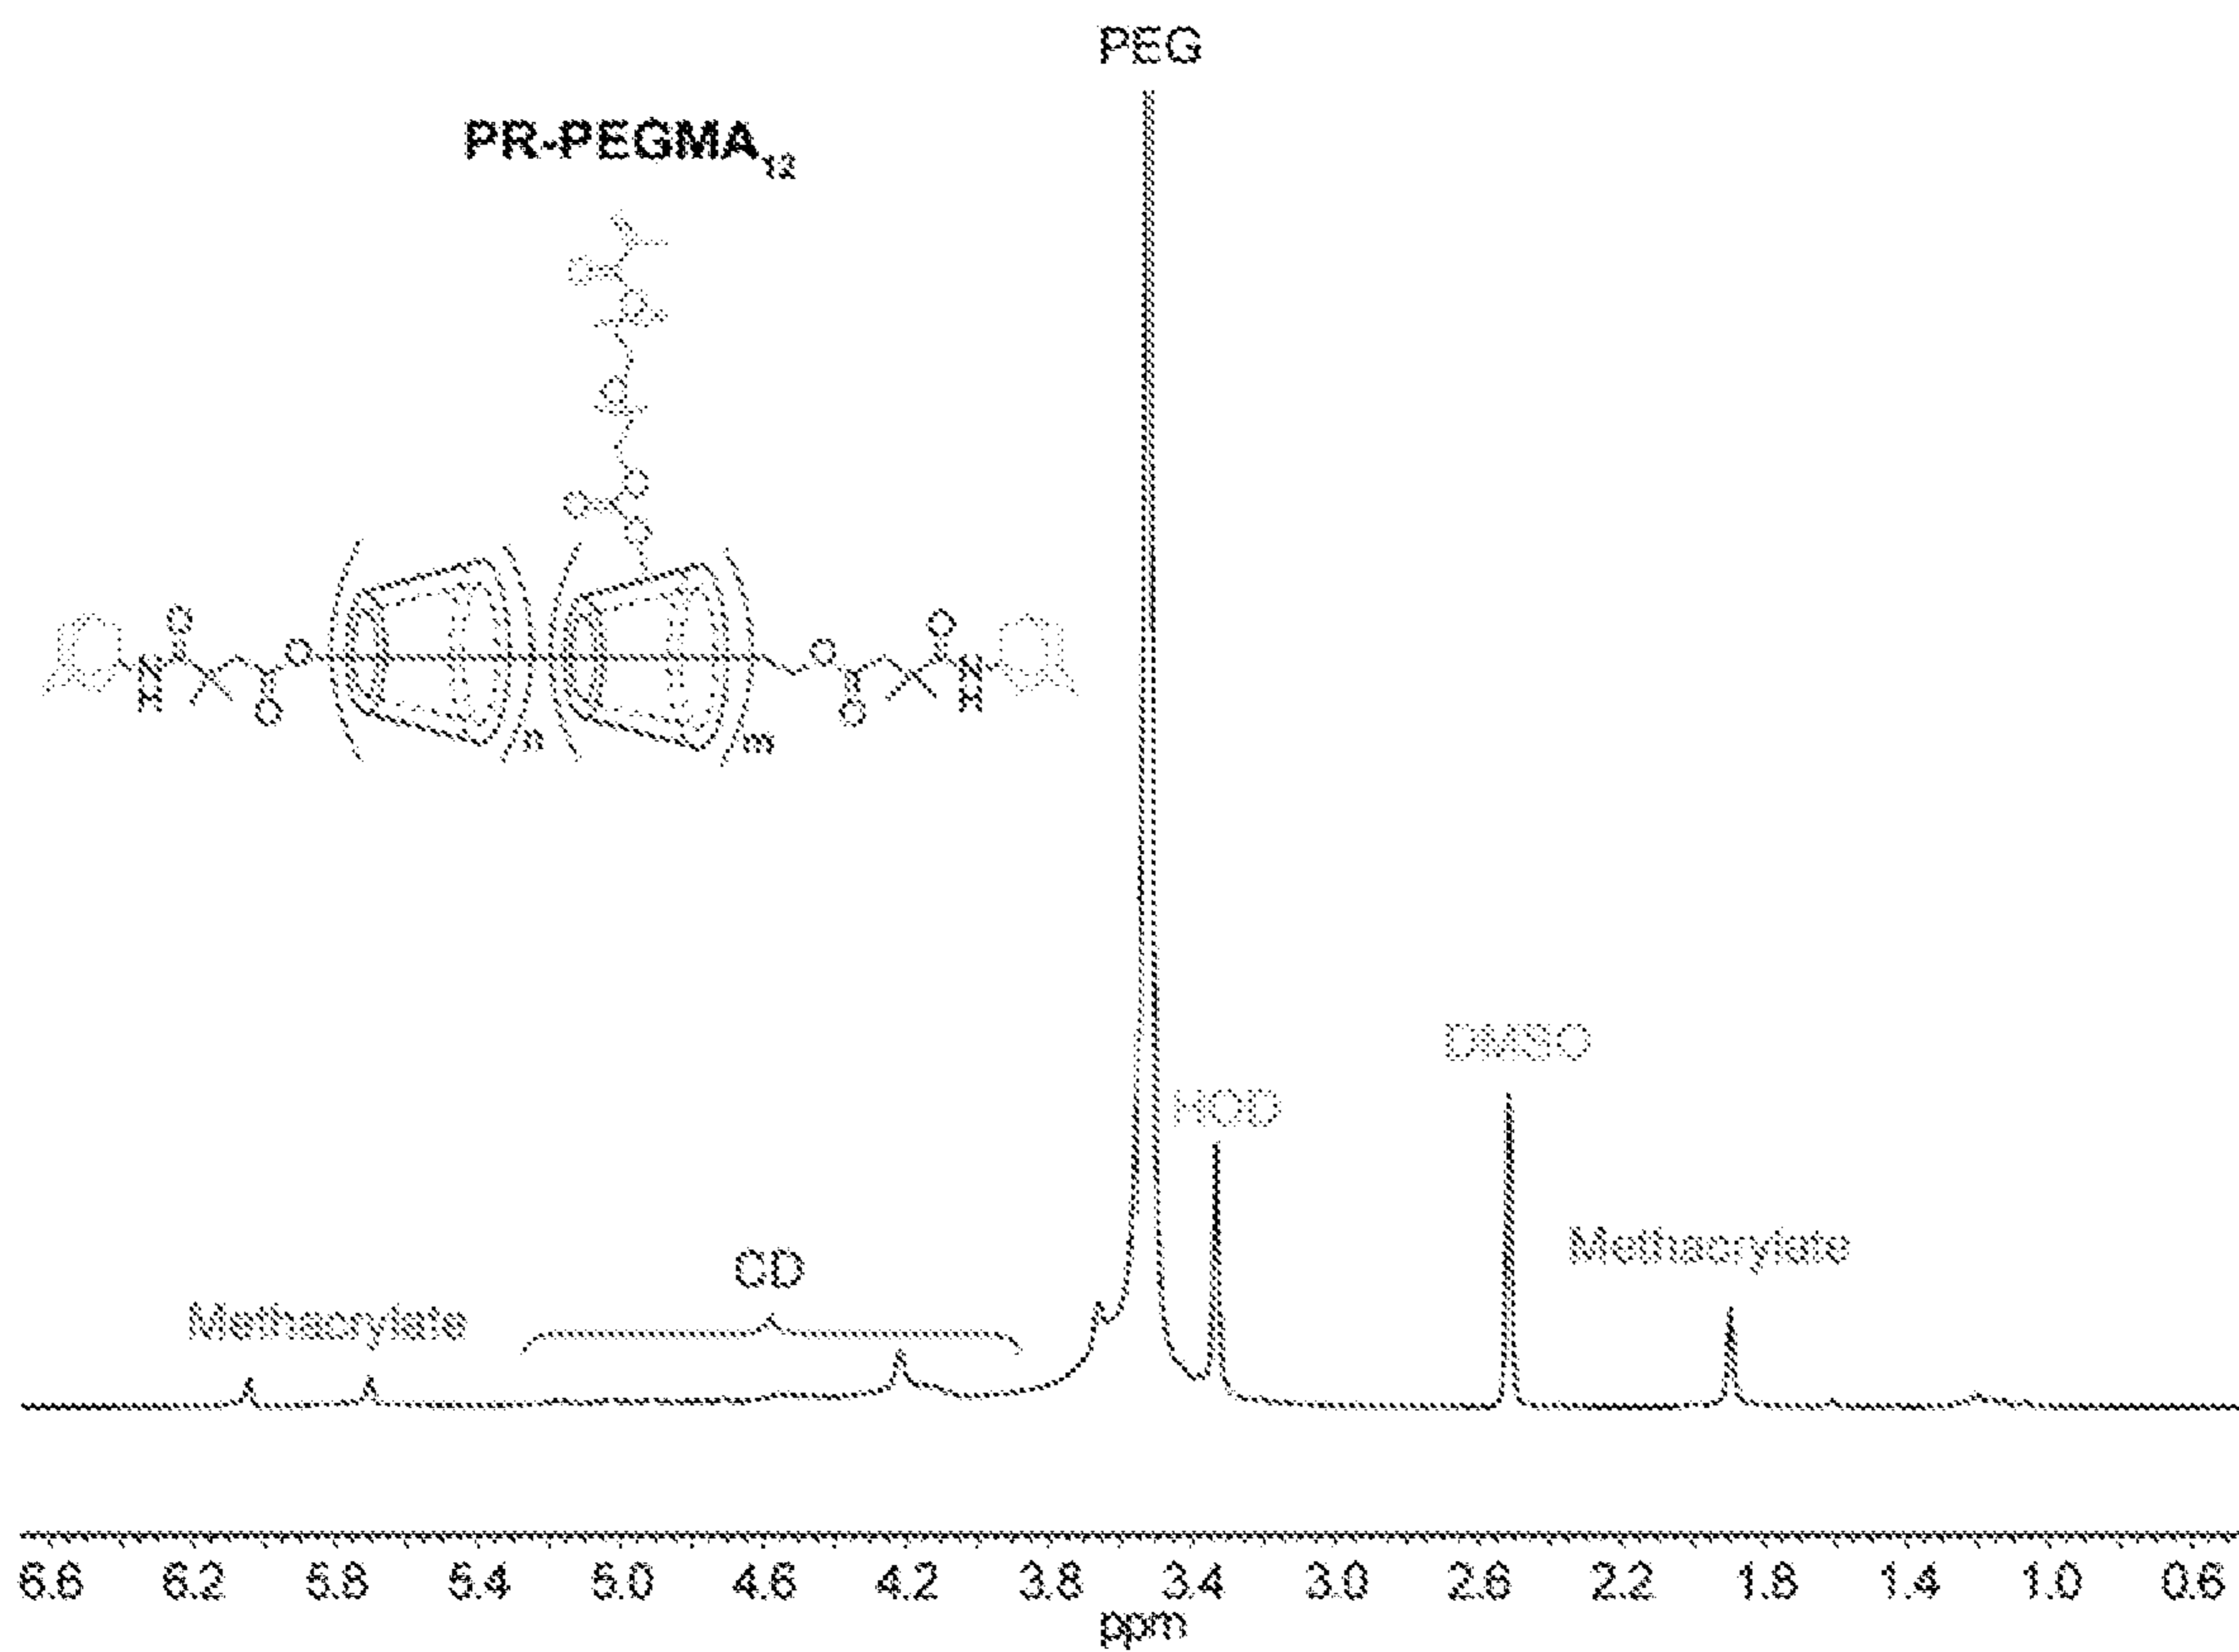 PEG
PR-PEGMA₁₂
O
O
O
O
O
O
O O O O
N H O O O O N H
n m
DMSO
HOD
Methacrylate
CD
Methacrylate
6.6 6.2 5.8 5.4 5.0 4.6 4.2 3.8 3.4 3.0 2.6 2.2 1.8 1.4 1.0 0.6
ppm